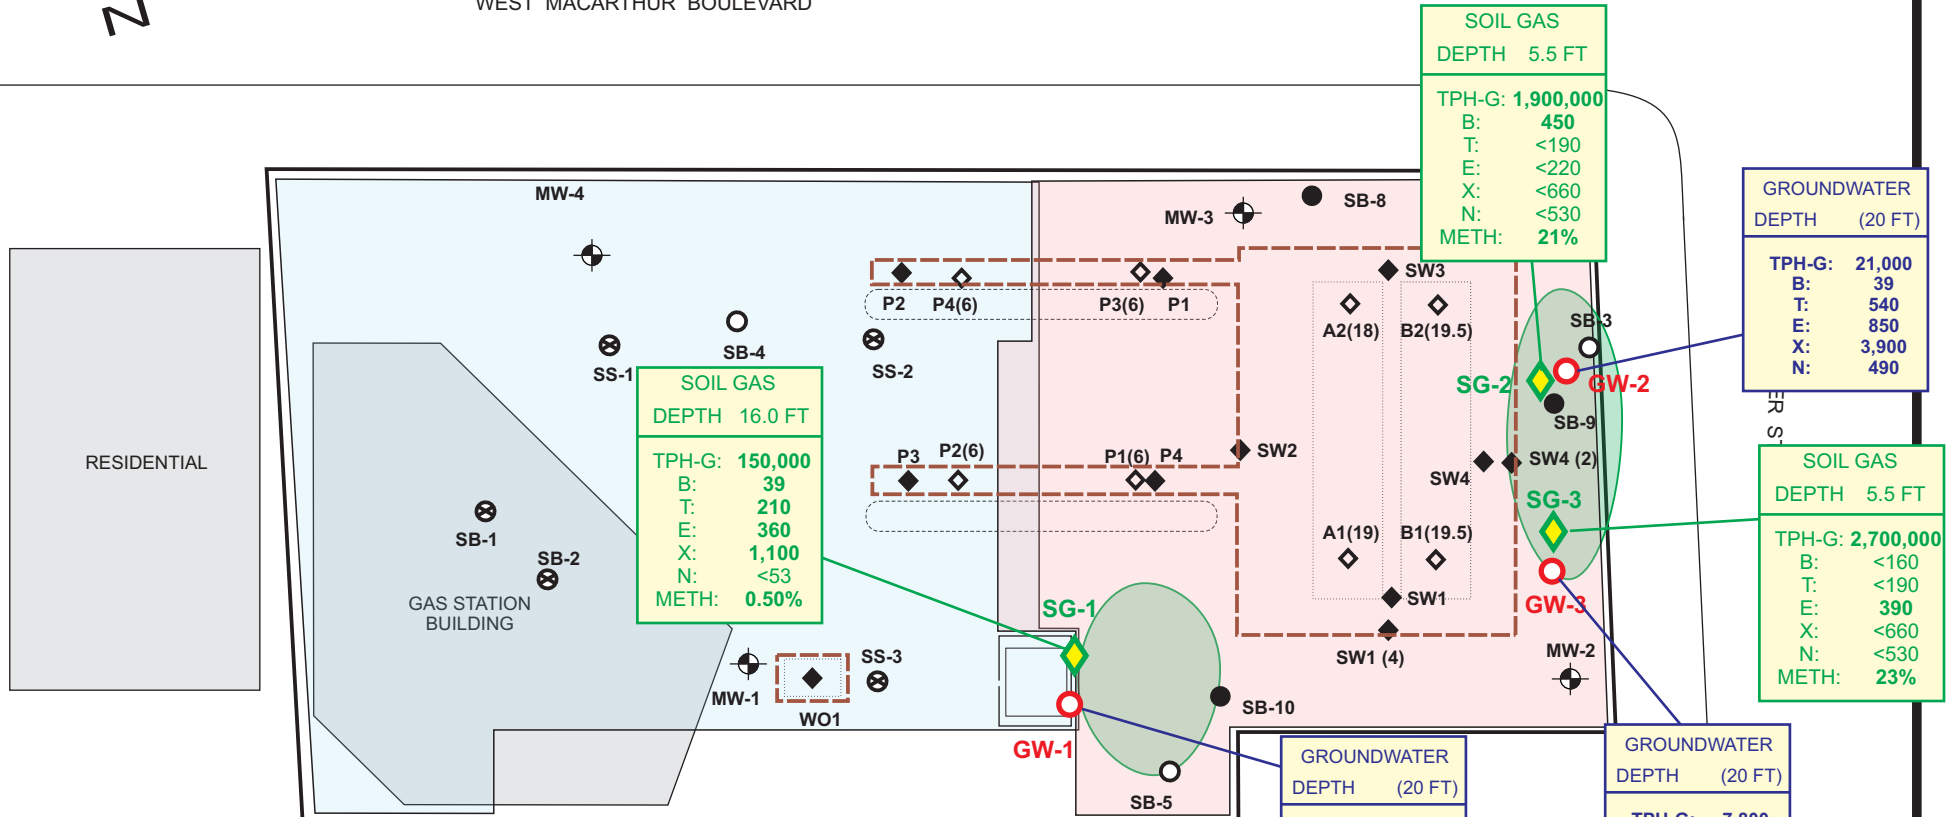 N
WEST MACARTHUR BOULEVARD
SOIL GAS
DEPTH 5.5 FT
TPH-G: 1,900,000
B: 450
T: <190
E: <220
X: <660
N: <530
METH: 21%
GROUNDWATER
DEPTH (20 FT)
TPH-G: 21,000
B: 39
T: 540
E: 850
X: 3,900
N: 490
MW-4
MW-3
SB-8
SW3
P2
P4(6)
P3(6)
P1
A2(18)
B2(19.5)
SB-3
SB-4
SS-1
SS-2
SG-2
GW-2
SB-9
ER S
SOIL GAS
DEPTH 16.0 FT
TPH-G: 150,000
B: 39
T: 210
E: 360
X: 1,100
N: <53
METH: 0.50%
RESIDENTIAL
P3
P2(6)
P1(6)
P4
SW2
SW4
SW4 (2)
SG-3
SOIL GAS
DEPTH 5.5 FT
TPH-G: 2,700,000
B: <160
T: <190
E: 390
X: <660
N: <530
METH: 23%
SB-1
SB-2
GAS STATION
BUILDING
A1(19)
B1(19.5)
SW1
SG-1
GW-3
SW1 (4)
MW-2
MW-1
WO1
SS-3
SB-10
GW-1
SB-5
GROUNDWATER
DEPTH (20 FT)
GROUNDWATER
DEPTH (20 FT)
TPH-G: 7,800